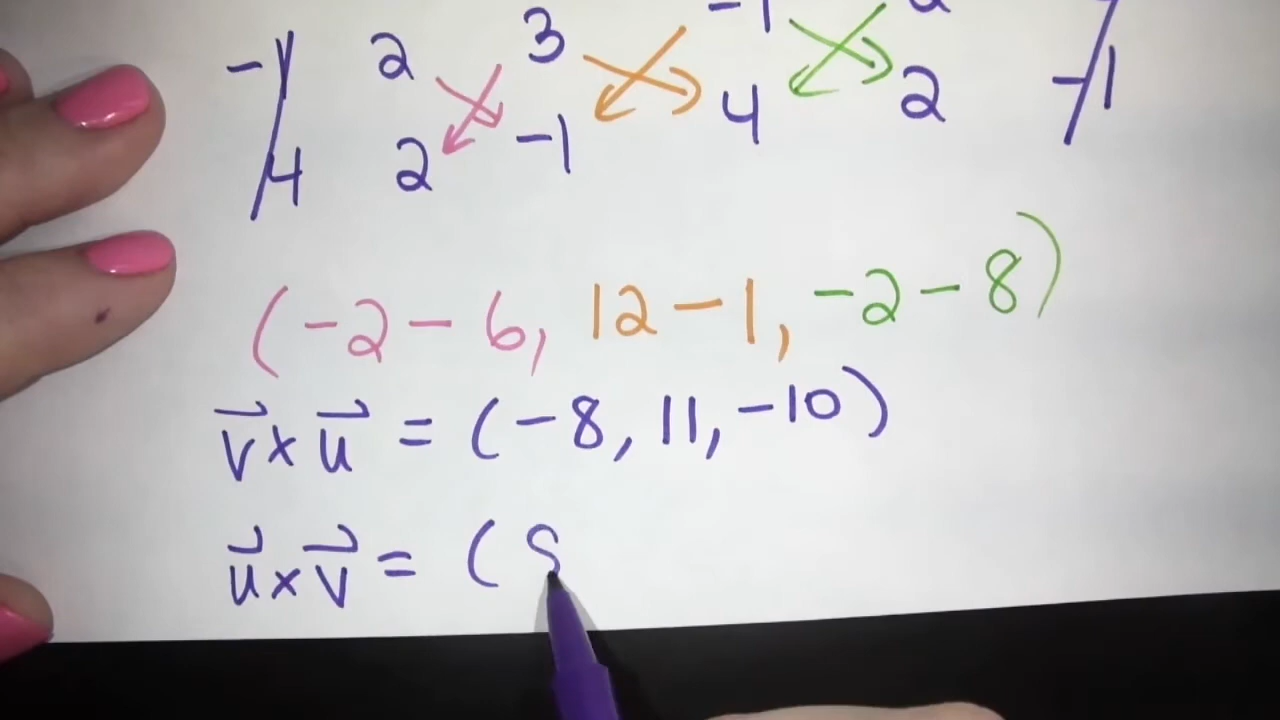 -1 2 3 -1 2
4 2 -1 4 2 -1
(-2 - 6, 12 - 1, -2 - 8)
v⃗ × u⃗ = (-8, 11, -10)
u⃗ × v⃗ = (